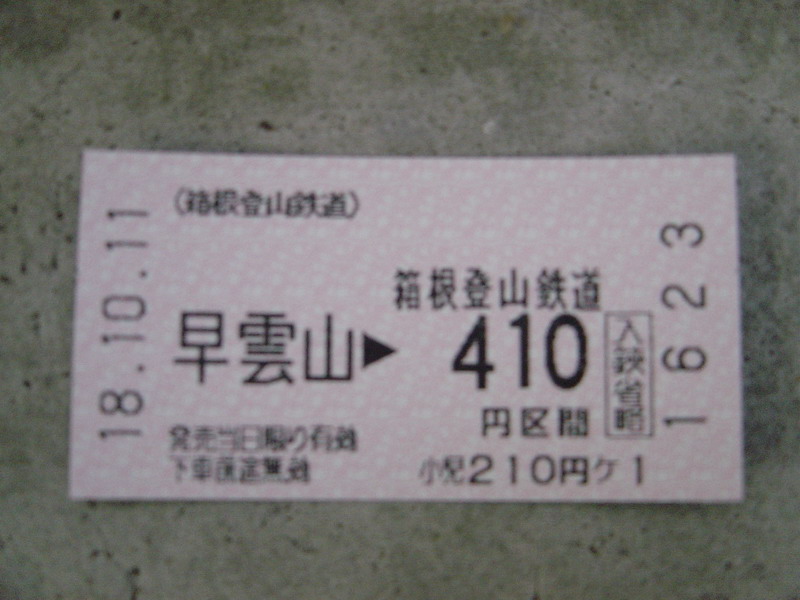 (箱根登山鉄道)
18.10.11
箱根登山鉄道
早雲山▶ 410
円区間
入鋏省略
1623
発売当日限り有効
下車前途無効
小児210円ケ1